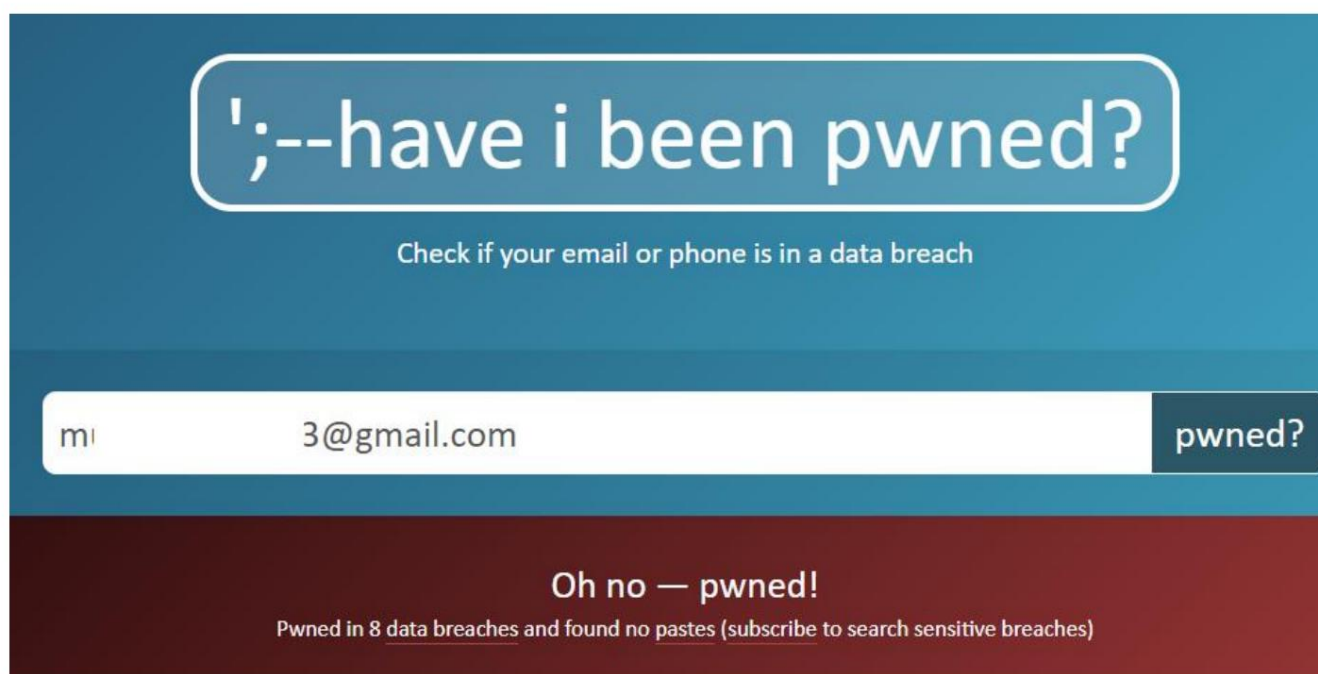 ';--have i been pwned?
Check if your email or phone is in a data breach
3@gmail.com
pwned?
Oh no — pwned!
Pwned in 8 data breaches and found no pastes (subscribe to search sensitive breaches)